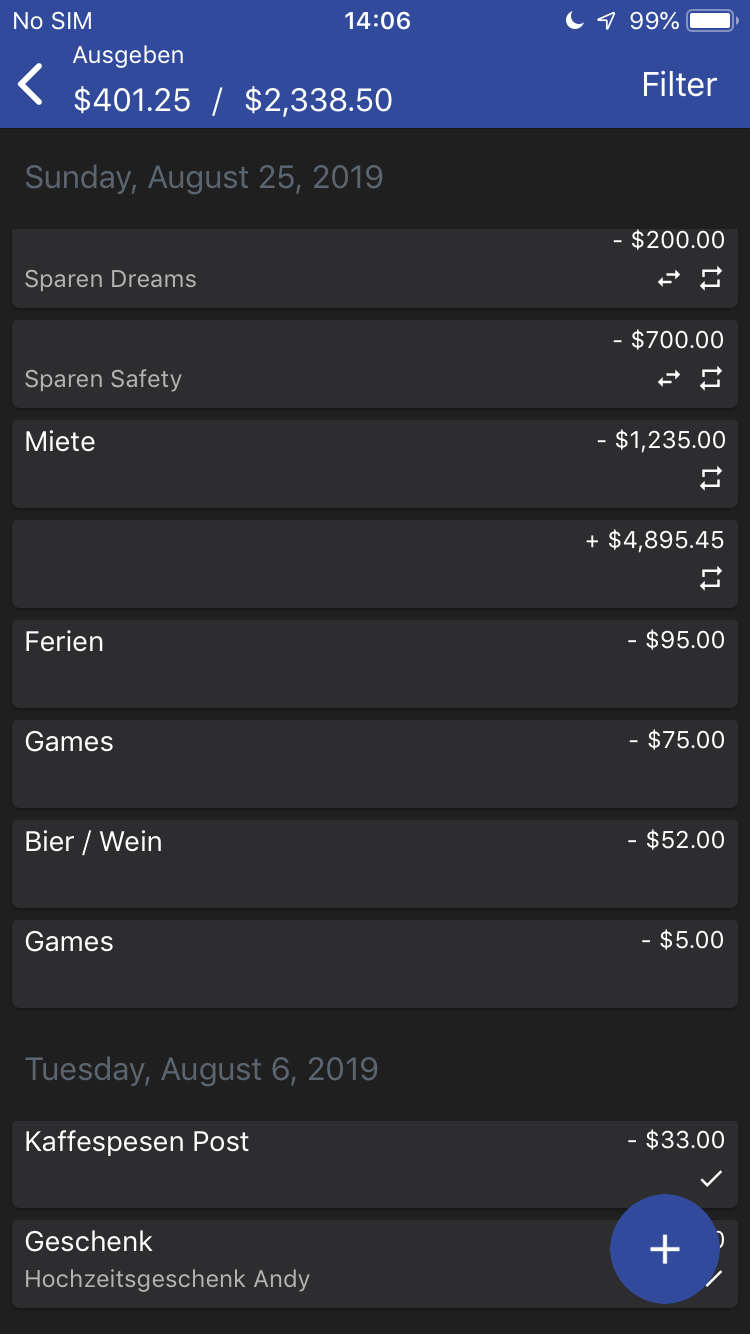 No SIM 14:06 99%
Ausgeben
$401.25 / $2,338.50
Filter
Sunday, August 25, 2019
- $200.00
Sparen Dreams
- $700.00
Sparen Safety
Miete - $1,235.00
+ $4,895.45
Ferien - $95.00
Games - $75.00
Bier / Wein - $52.00
Games - $5.00
Tuesday, August 6, 2019
Kaffespesen Post - $33.00
Geschenk
Hochzeitsgeschenk Andy